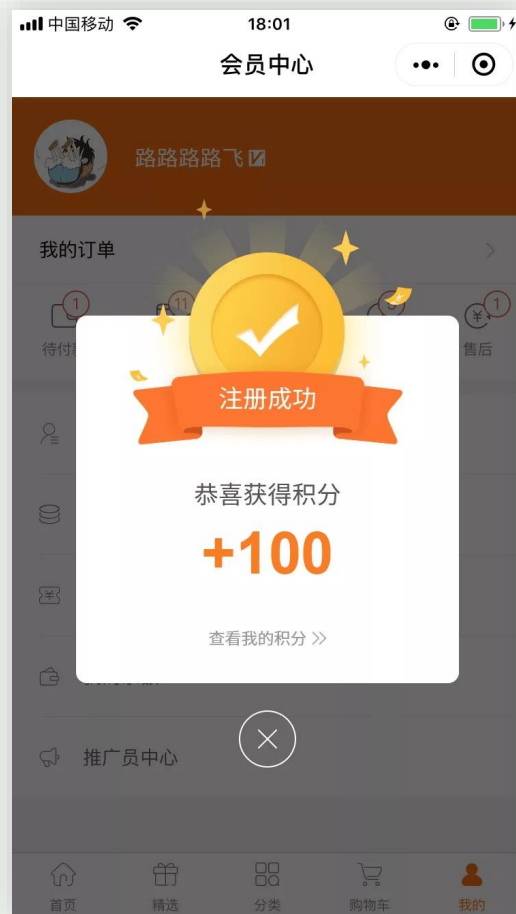 中国移动 18:01
会员中心
路路路路飞
我的订单
1 11 1
待付 售后
注册成功
恭喜获得积分
+100
查看我的积分 >>
推广员中心
首页 精选 分类 购物车 我的